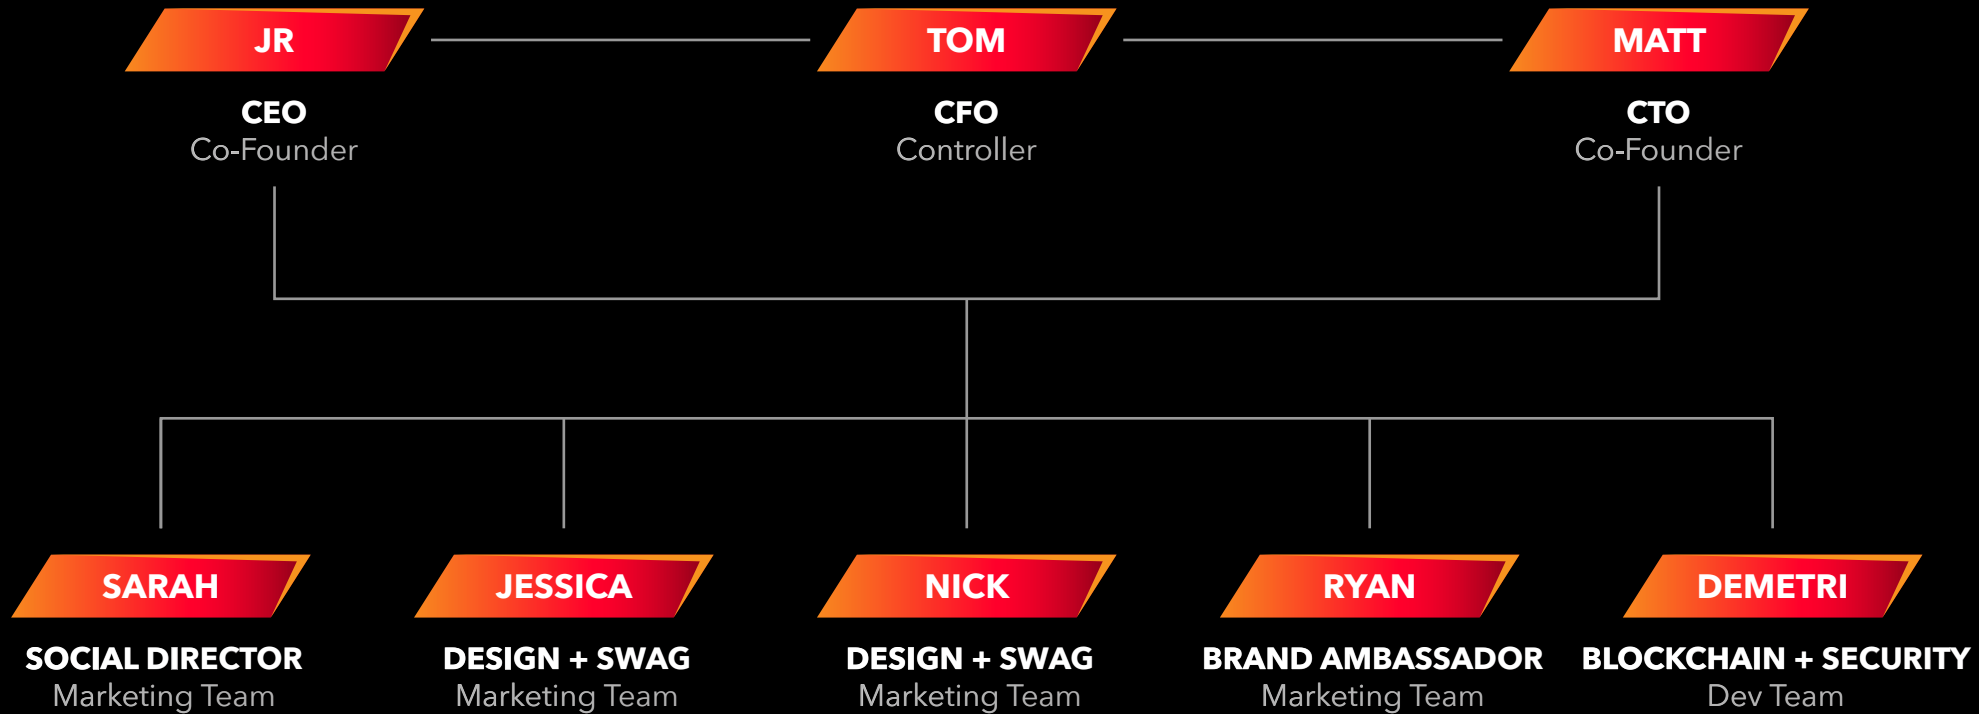 JR
TOM
MATT
CEO
Co-Founder
CFO
Controller
CTO
Co-Founder
SARAH
JESSICA
NICK
RYAN
DEMETRI
SOCIAL DIRECTOR
Marketing Team
DESIGN + SWAG
Marketing Team
DESIGN + SWAG
Marketing Team
BRAND AMBASSADOR
Marketing Team
BLOCKCHAIN + SECURITY
Dev Team